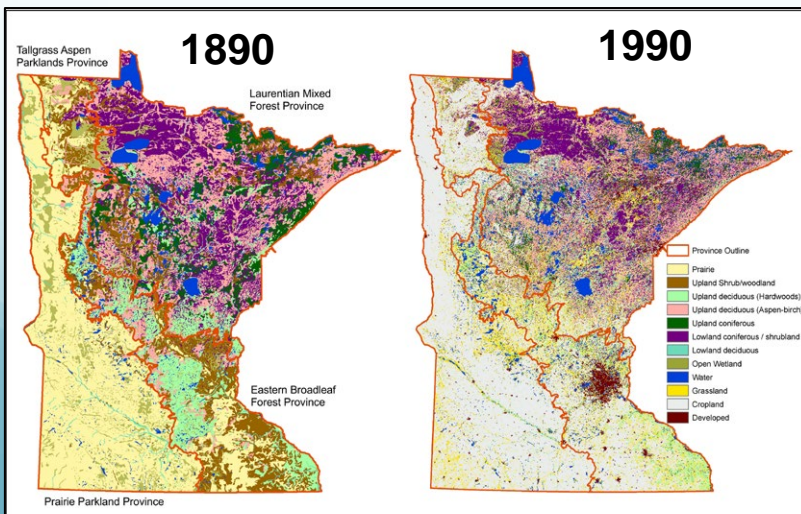 1890
Tallgrass Aspen
Parklands Province
Laurentian Mixed
Forest Province
Eastern Broadleaf
Forest Province
Prairie Parkland Province
1990
Province Outline
Prairie
Upland Shrub/woodland
Upland deciduous (Hardwoods)
Upland deciduous (Aspen-birch)
Upland coniferous
Lowland coniferous / shrubland
Lowland deciduous
Open Wetland
Water
Grassland
Cropland
Developed